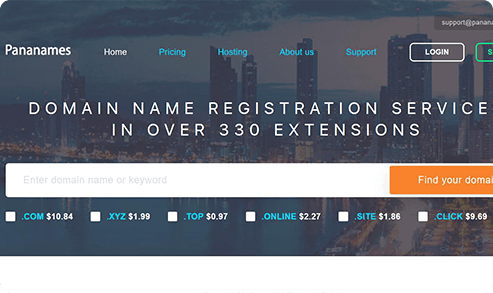 support@panana
Pananames Home Pricing Hosting About us Support LOGIN S
DOMAIN NAME REGISTRATION SERVICE
IN OVER 330 EXTENSIONS
Enter domain name or keyword Find your domai
.COM $10.84 .XYZ $1.99 .TOP $0.97 .ONLINE $2.27 .SITE $1.86 .CLICK $9.69